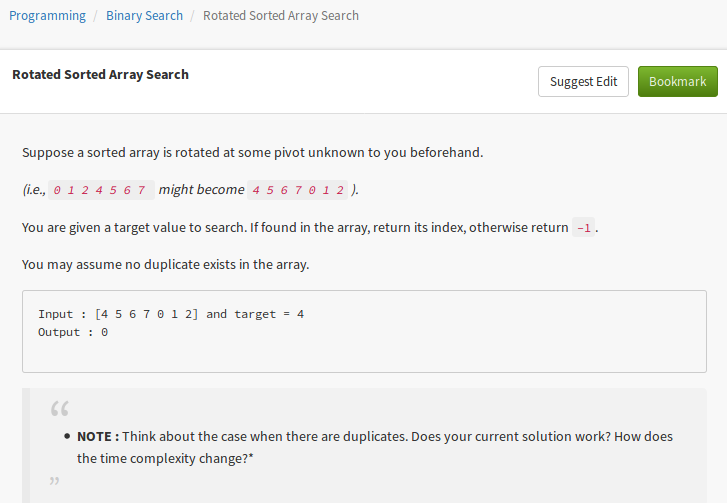 Programming / Binary Search / Rotated Sorted Array Search
Rotated Sorted Array Search
Suggest Edit
Bookmark
Suppose a sorted array is rotated at some pivot unknown to you beforehand.
(i.e., 0 1 2 4 5 6 7 might become 4 5 6 7 0 1 2 ).
You are given a target value to search. If found in the array, return its index, otherwise return -1 .
You may assume no duplicate exists in the array.
Input : [4 5 6 7 0 1 2] and target = 4
Output : 0
“
• NOTE : Think about the case when there are duplicates. Does your current solution work? How does
the time complexity change?*
”